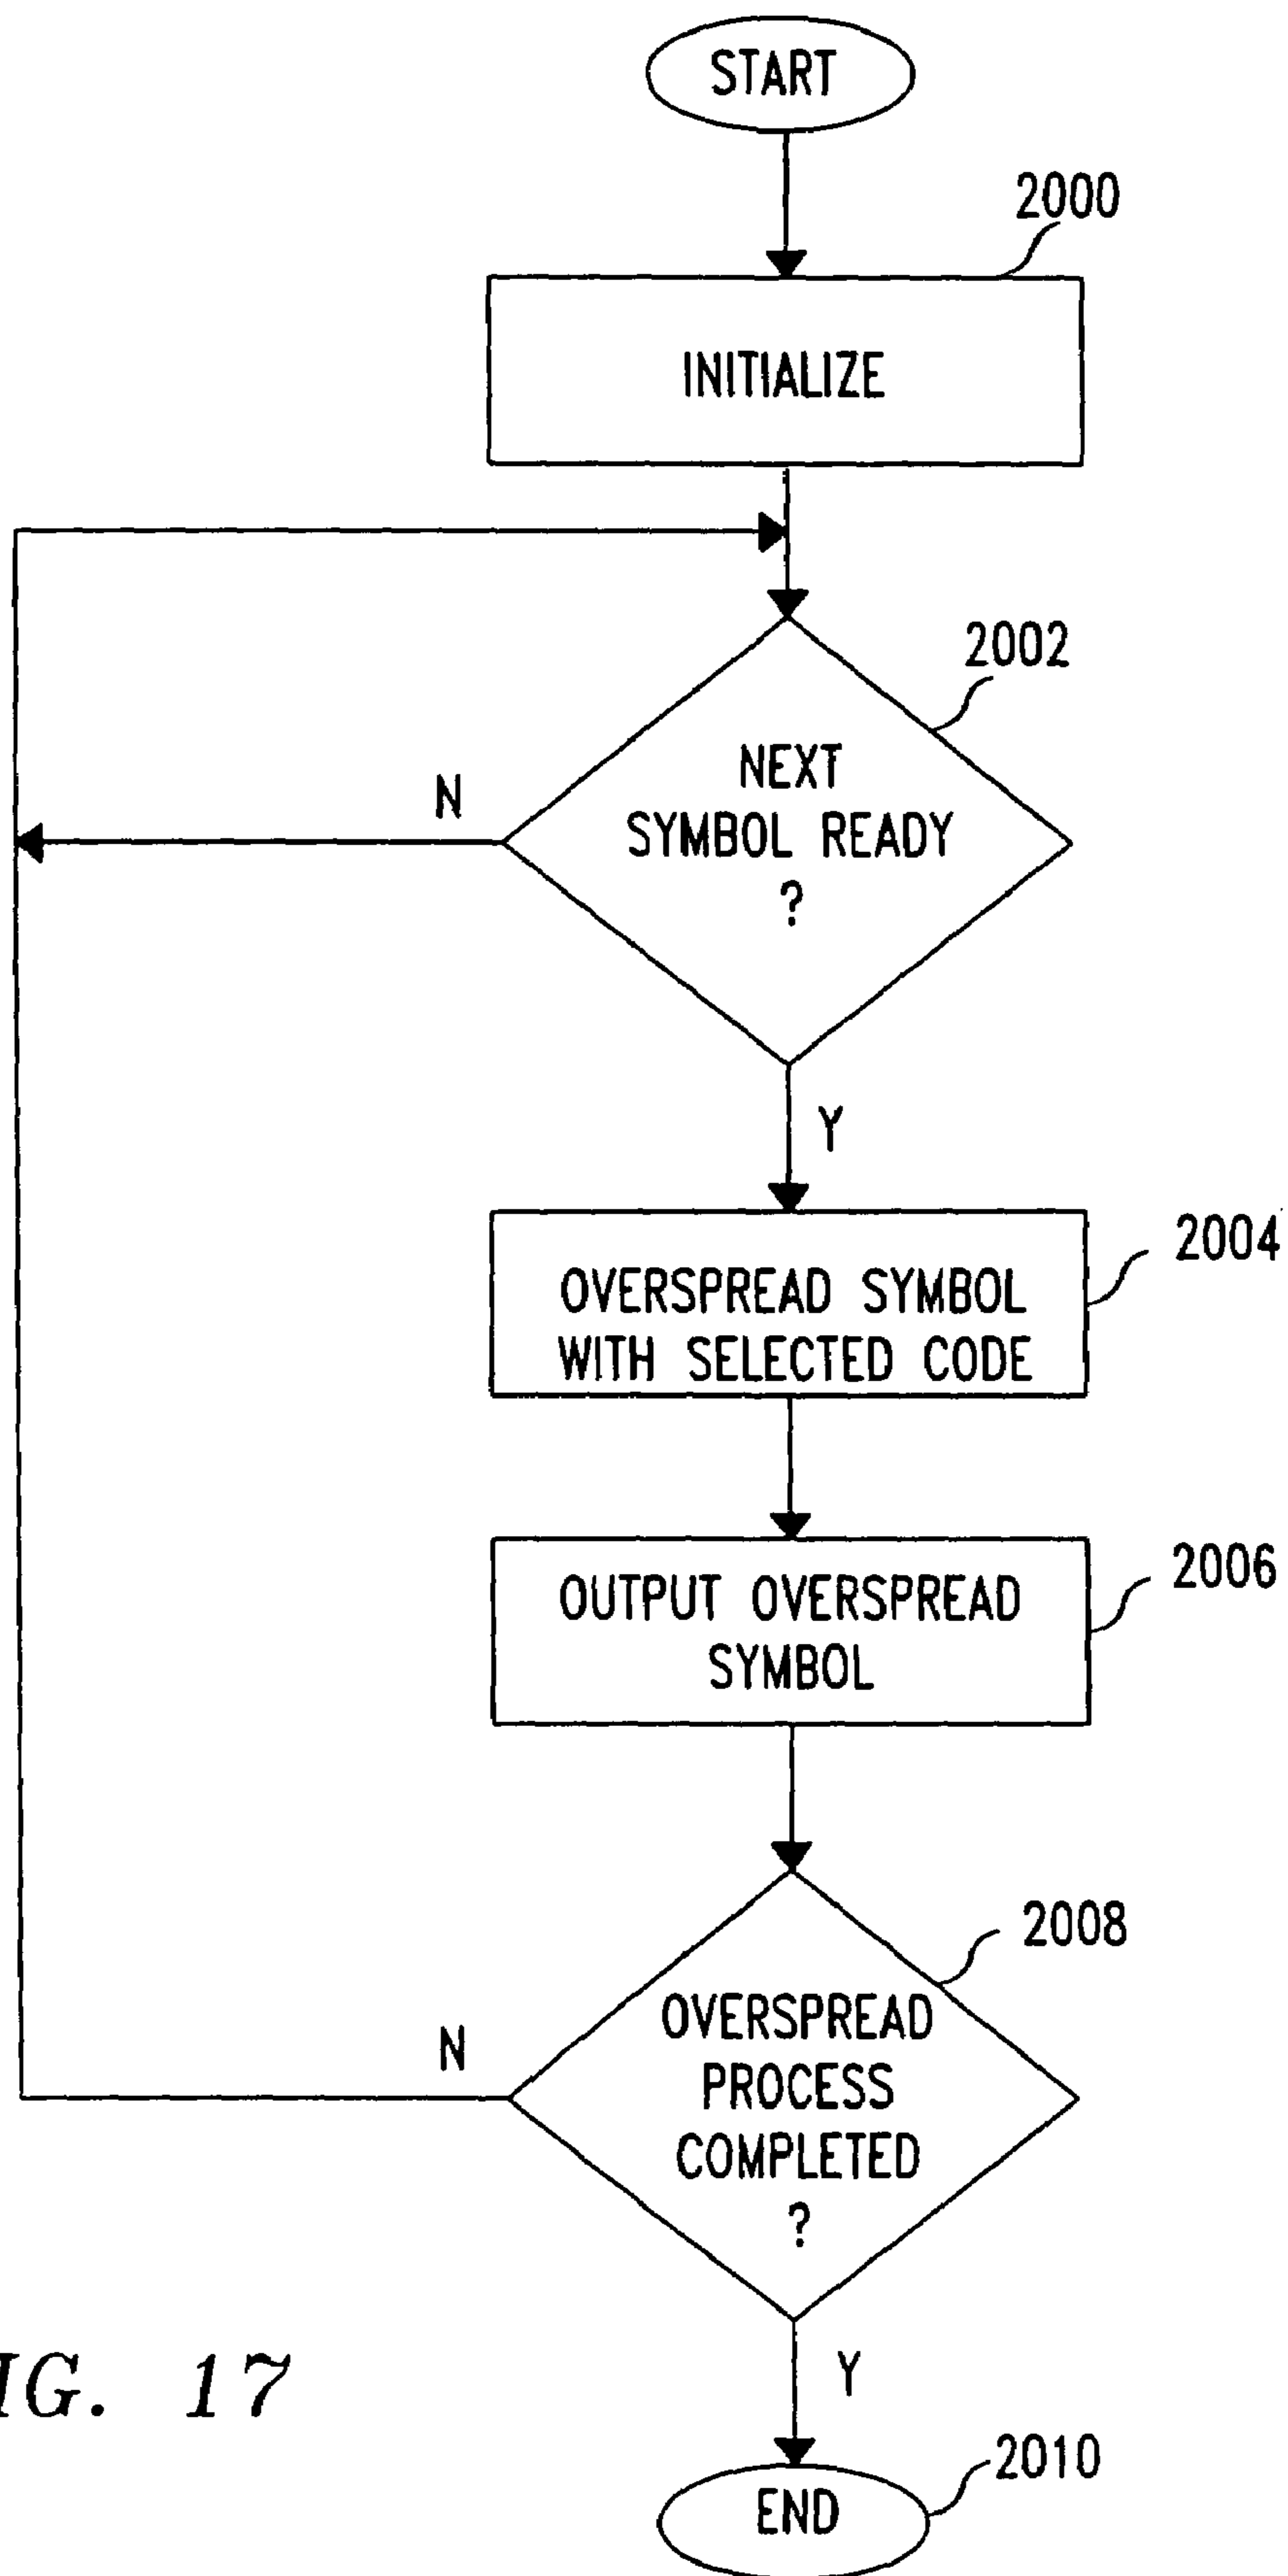 START
2000
INITIALIZE
2002
NEXT
SYMBOL READY
?
N
Y
2004
OVERSPREAD SYMBOL
WITH SELECTED CODE
2006
OUTPUT OVERSPREAD
SYMBOL
2008
OVERSPREAD
PROCESS
COMPLETED
?
N
Y
IG. 17
2010
END